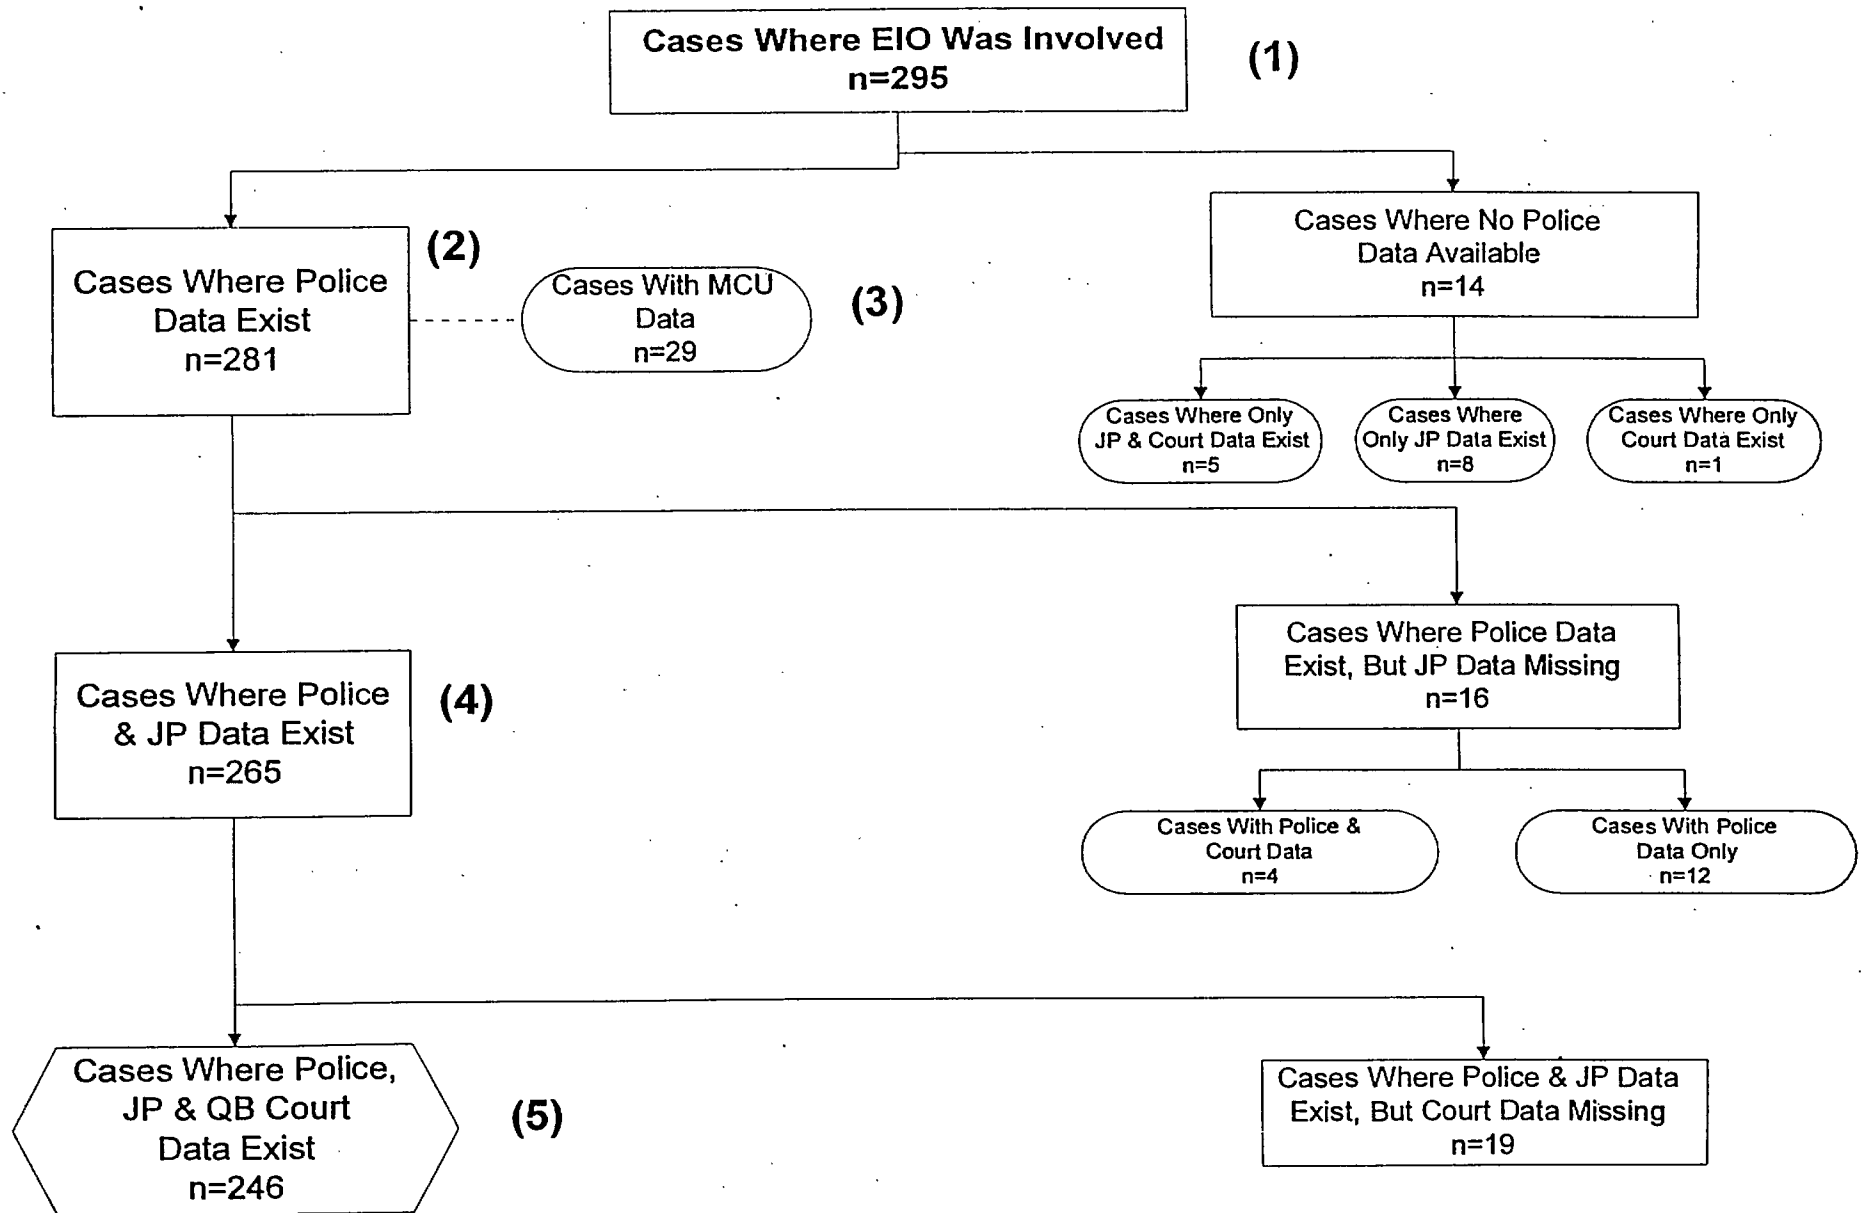 Cases Where EIO Was Involved
n=295
(1)
Cases Where No Police
Data Available
n=14
(2)
Cases Where Police
Data Exist
n=281
Cases With MCU
Data
n=29
(3)
Cases Where Only
JP & Court Data Exist
n=5
Cases Where
Only JP Data Exist
n=8
Cases Where Only
Court Data Exist
n=1
Cases Where Police Data
Exist, But JP Data Missing
n=16
Cases Where Police
& JP Data Exist
n=265
(4)
Cases With Police &
Court Data
n=4
Cases With Police
Data Only
n=12
Cases Where Police,
JP & QB Court
Data Exist
n=246
(5)
Cases Where Police & JP Data
Exist, But Court Data Missing
n=19